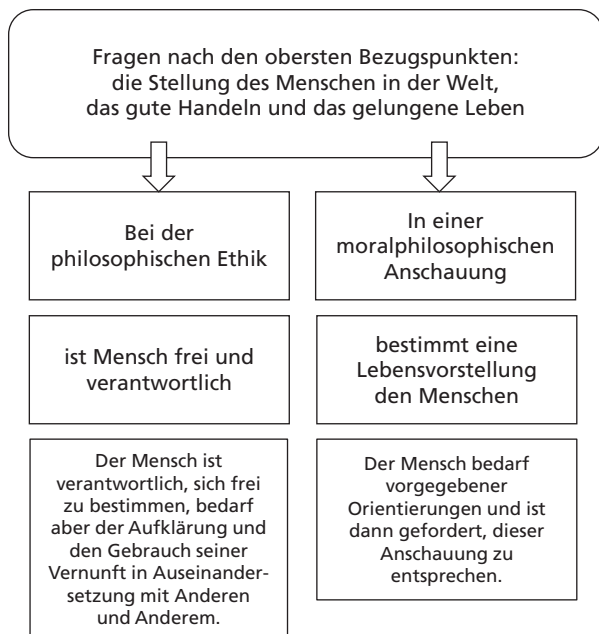 Fragen nach den obersten Bezugspunkten:
die Stellung des Menschen in der Welt,
das gute Handeln und das gelungene Leben
Bei der
philosophischen Ethik
ist Mensch frei und
verantwortlich
Der Mensch ist
verantwortlich, sich frei
zu bestimmen, bedarf
aber der Aufklärung und
den Gebrauch seiner
Vernunft in Auseinander-
setzung mit Anderen
und Anderem.
In einer
moralphilosophischen
Anschauung
bestimmt eine
Lebensvorstellung
den Menschen
Der Mensch bedarf
vorgegebener
Orientierungen und ist
dann gefordert, dieser
Anschauung zu
entsprechen.